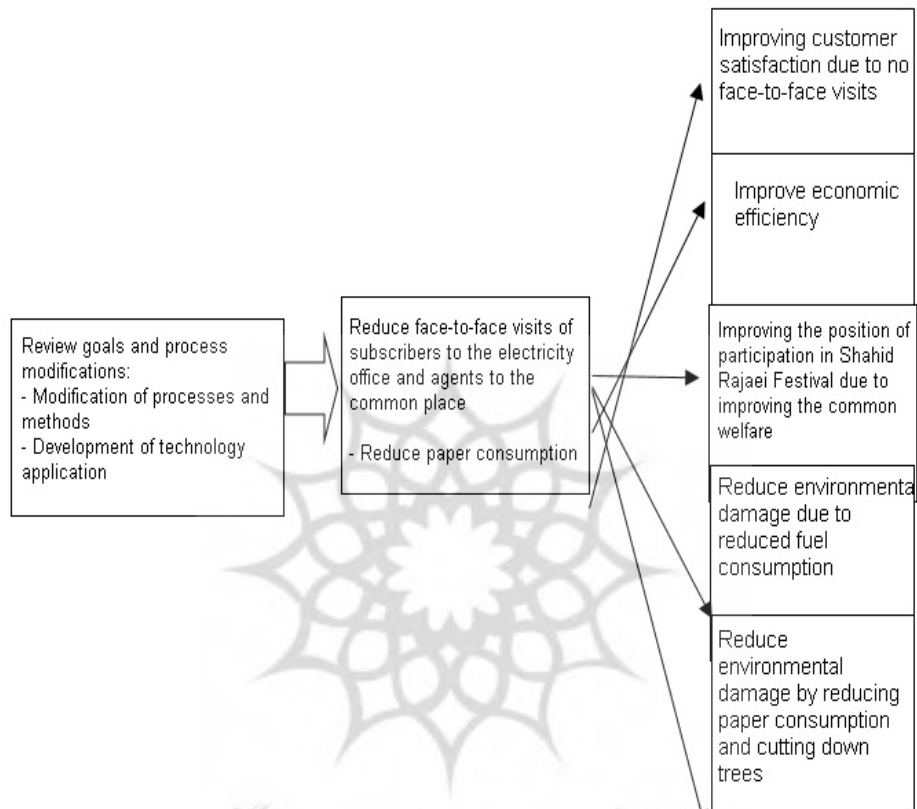 Review goals and process
modifications:
- Modification of processes and
methods
- Development of technology
application
Reduce face-to-face visits of
subscribers to the electricity
office and agents to the
common place
- Reduce paper consumption
Improving customer
satisfaction due to no
face-to-face visits
Improve economic
efficiency
Improving the position of
participation in Shahid
Rajaei Festival due to
improving the common
welfare
Reduce environmenta
damage due to
reduced fuel
consumption
Reduce
environmental
damage by reducing
paper consumption
and cutting down
trees